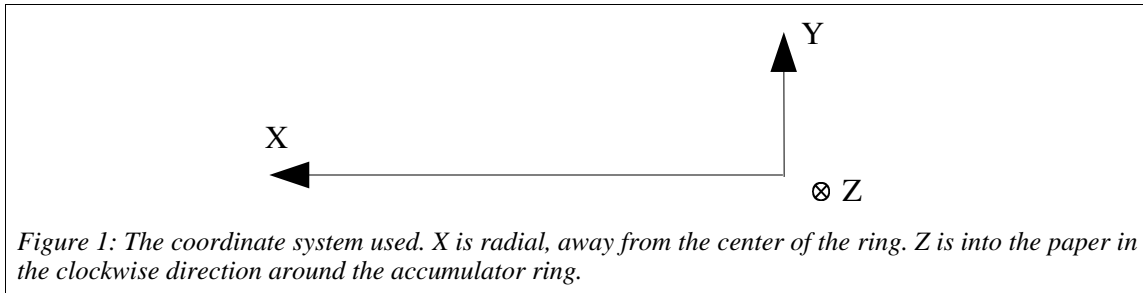 Y
X
⊗ Z
Figure 1: The coordinate system used. X is radial, away from the center of the ring. Z is into the paper in
the clockwise direction around the accumulator ring.